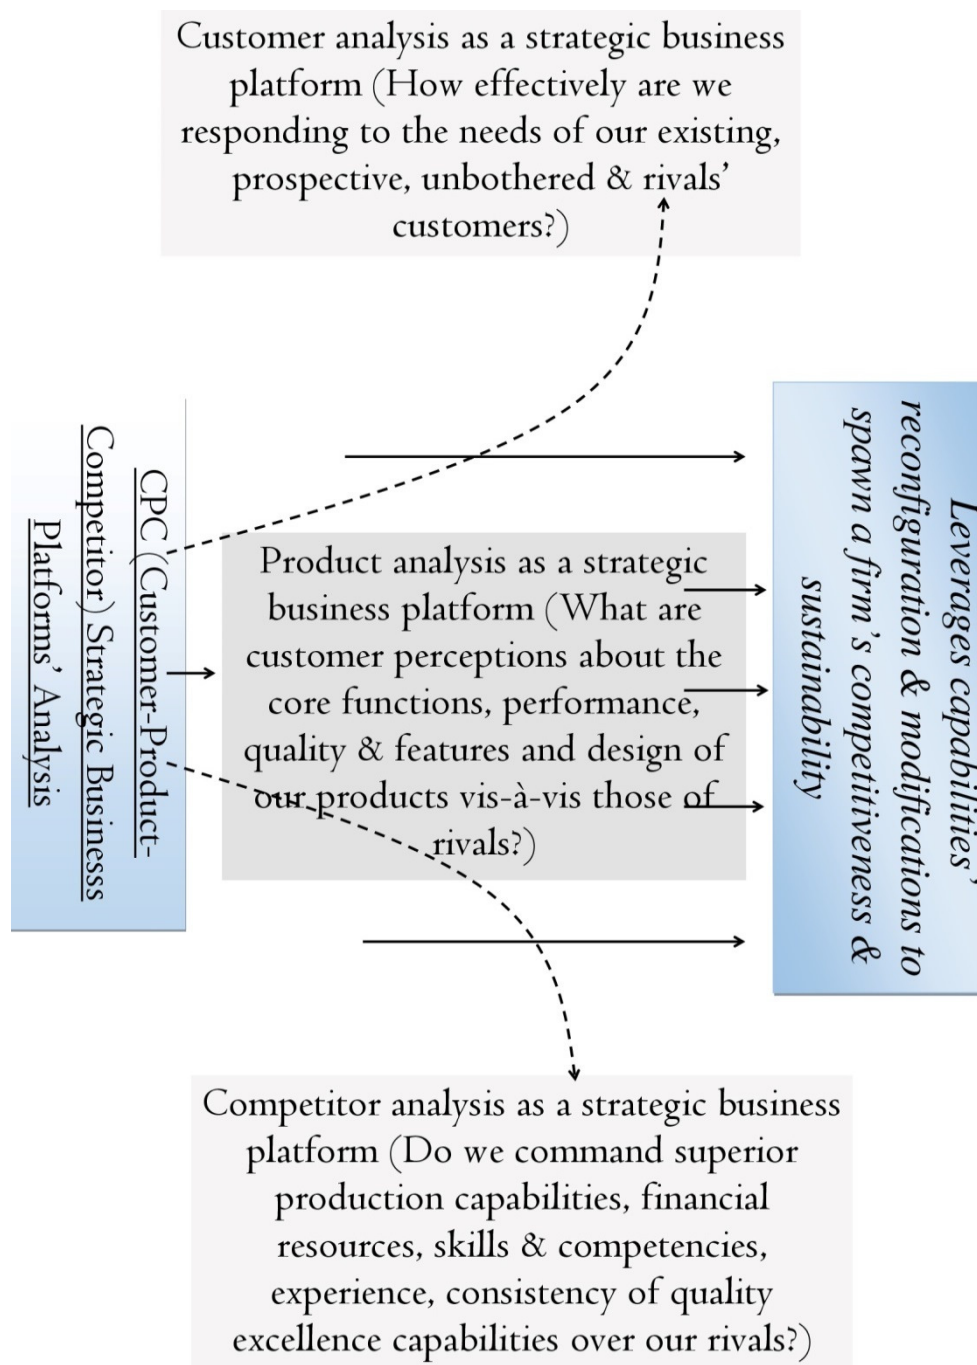 Customer analysis as a strategic business
platform (How effectively are we
responding to the needs of our existing,
prospective, unbothered & rivals’
customers?)
CPC (Customer-Product-
Competitor) Strategic Businesss
Platforms’ Analysis
Product analysis as a strategic
business platform (What are
customer perceptions about the
core functions, performance,
quality & features and design of
our products vis-à-vis those of
rivals?)
Leverages capabilities’
reconfiguration & modifications to
spawn a firm’s competitiveness &
sustainability
Competitor analysis as a strategic business
platform (Do we command superior
production capabilities, financial
resources, skills & competencies,
experience, consistency of quality
excellence capabilities over our rivals?)